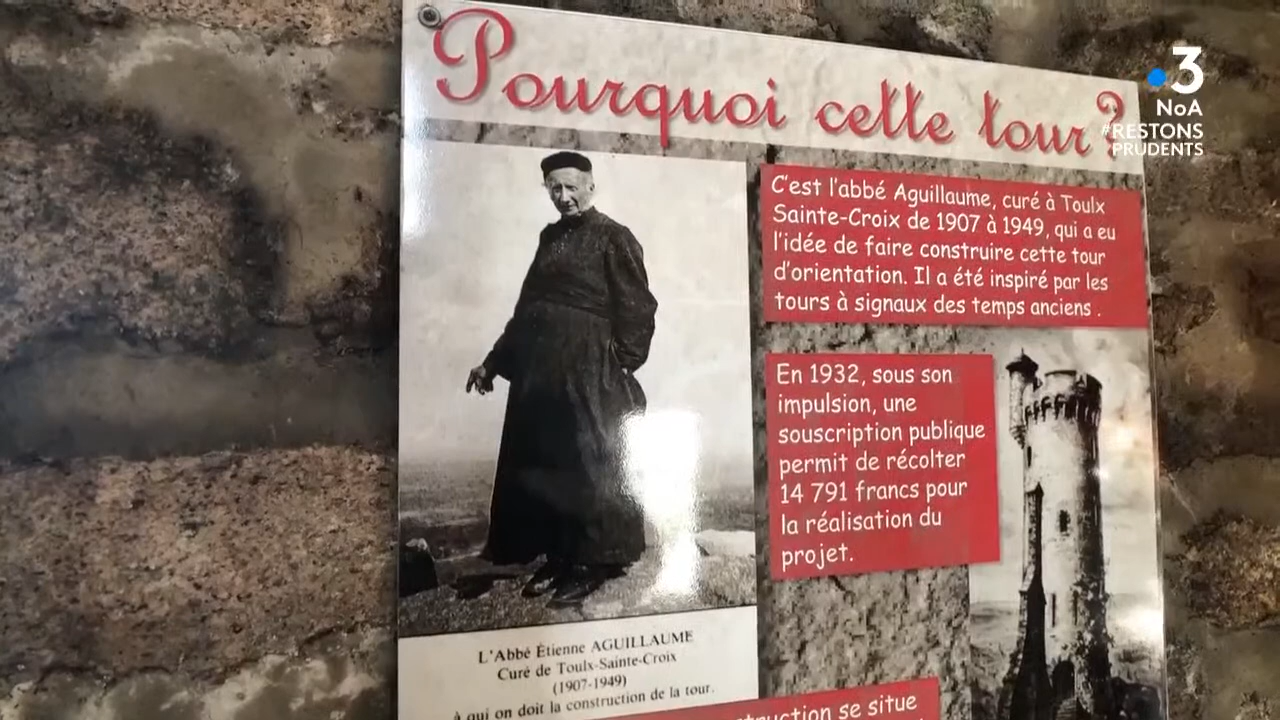 Pourquoi cette tour ?
3
NoA
#RESTONS
PRUDENTS
C'est l'abbé Aguillaume, curé à Toulx
Sainte-Croix de 1907 à 1949, qui a eu
l'idée de faire construire cette tour
d'orientation. Il a été inspiré par les
tours à signaux des temps anciens .
En 1932, sous son
impulsion, une
souscription publique
permit de récolter
14 791 francs pour
la réalisation du
projet.
L'Abbé Étienne AGUILLAUME
Curé de Toulx-Sainte-Croix
(1907-1949)
à qui on doit la construction de la tour.
se situe